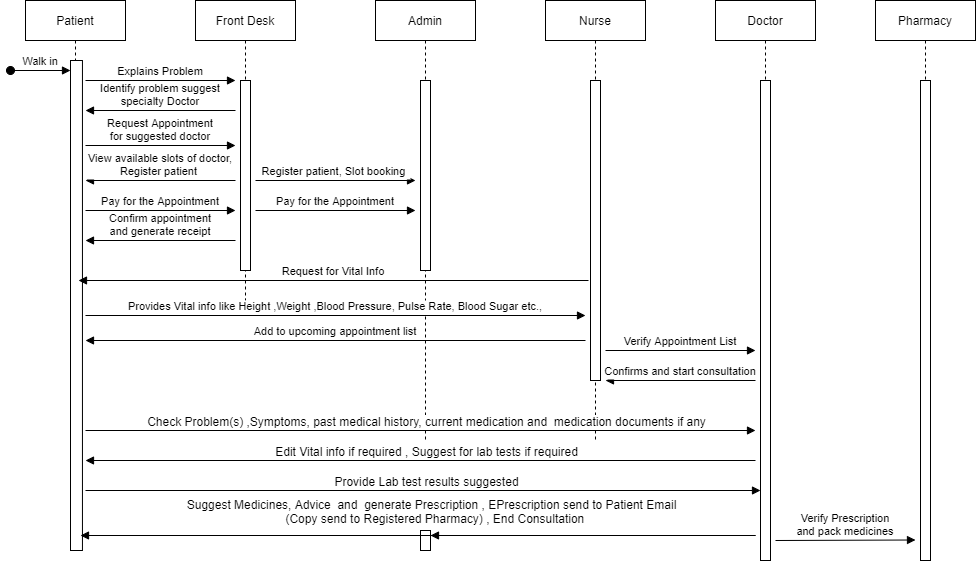 Patient
Front Desk
Admin
Nurse
Doctor
Pharmacy
Walk in
Explains Problem
Identify problem suggest
specialty Doctor
Request Appointment
for suggested doctor
View available slots of doctor,
Register patient
Register patient, Slot booking
Pay for the Appointment
Pay for the Appointment
Confirm appointment
and generate receipt
Request for Vital Info
Provides Vital info like Height ,Weight ,Blood Pressure, Pulse Rate, Blood Sugar etc.,
Add to upcoming appointment list
Verify Appointment List
Confirms and start consultation
Check Problem(s) ,Symptoms, past medical history, current medication and  medication documents if any
Edit Vital info if required , Suggest for lab tests if required
Provide Lab test results suggested
Suggest Medicines, Advice  and  generate Prescription , EPrescription send to Patient Email
(Copy send to Registered Pharmacy) , End Consultation
Verify Prescription
and pack medicines